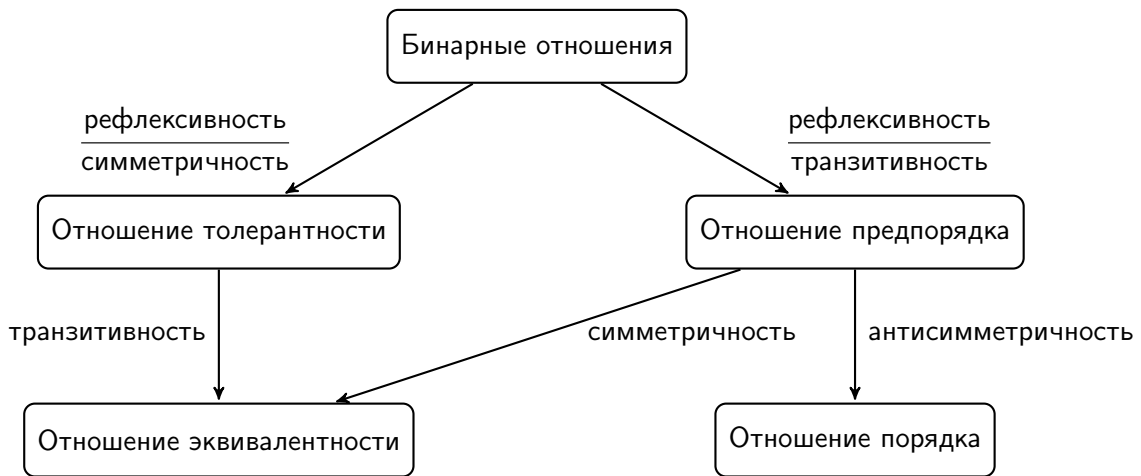 Бинарные отношения
рефлексивность
симметричность
рефлексивность
транзитивность
Отношение толерантности
Отношение предпорядка
транзитивность
симметричность
антисимметричность
Отношение эквивалентности
Отношение порядка